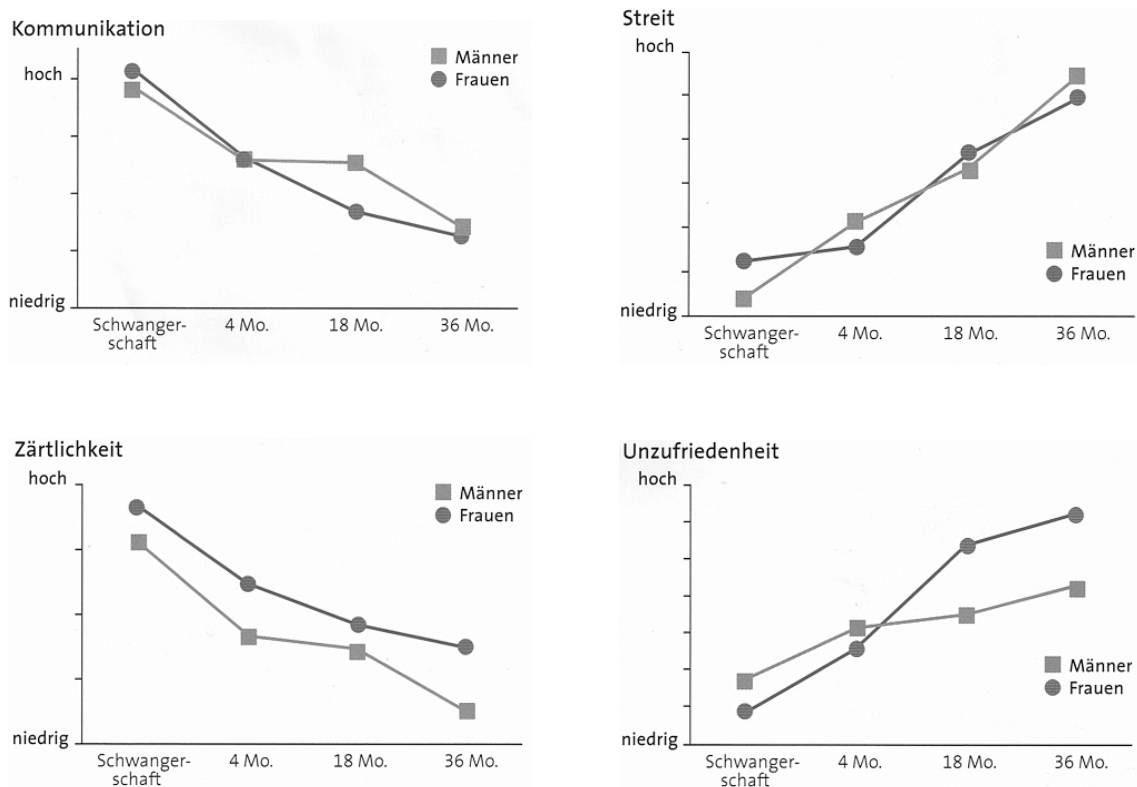 Kommunikation
hoch
Männer
Frauen
niedrig
Schwanger-
schaft
4 Mo.
18 Mo.
36 Mo.
Streit
hoch
Männer
Frauen
niedrig
Schwanger-
schaft
4 Mo.
18 Mo.
36 Mo.
Zärtlichkeit
hoch
Männer
Frauen
niedrig
Schwanger-
schaft
4 Mo.
18 Mo.
36 Mo.
Unzufriedenheit
hoch
Männer
Frauen
niedrig
Schwanger-
schaft
4 Mo.
18 Mo.
36 Mo.